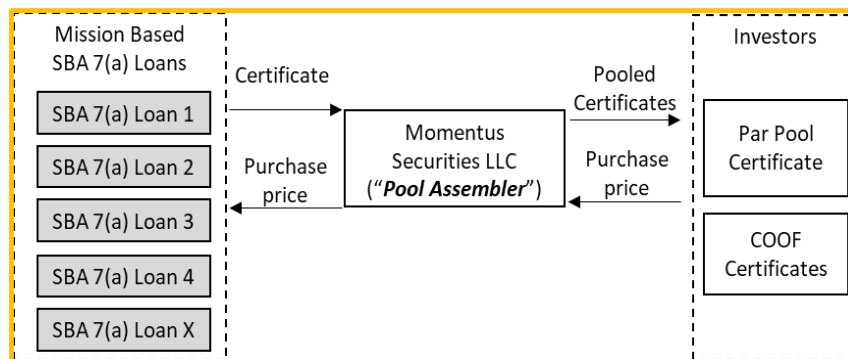 Mission Based
SBA 7(a) Loans
SBA 7(a) Loan 1
SBA 7(a) Loan 2
SBA 7(a) Loan 3
SBA 7(a) Loan 4
SBA 7(a) Loan X
Certificate
Purchase
price
Momentus
Securities LLC
(“Pool Assembler”)
Pooled
Certificates
Purchase
price
Investors
Par Pool
Certificate
COOF
Certificates